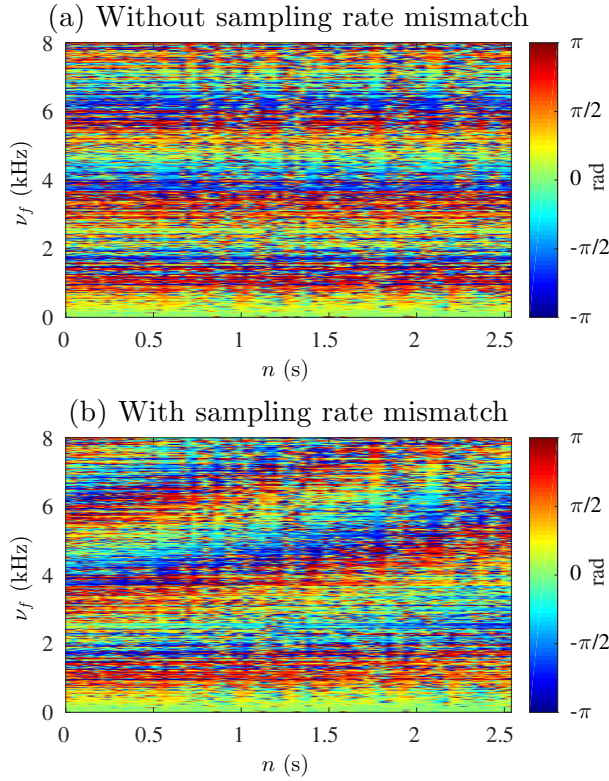 (a) Without sampling rate mismatch
8
6
4
2
0
ν_f (kHz)
0 0.5 1 1.5 2 2.5
n (s)
π
π/2
0
-π/2
-π
rad
(b) With sampling rate mismatch
8
6
4
2
0
ν_f (kHz)
0 0.5 1 1.5 2 2.5
n (s)
π
π/2
0
-π/2
-π
rad